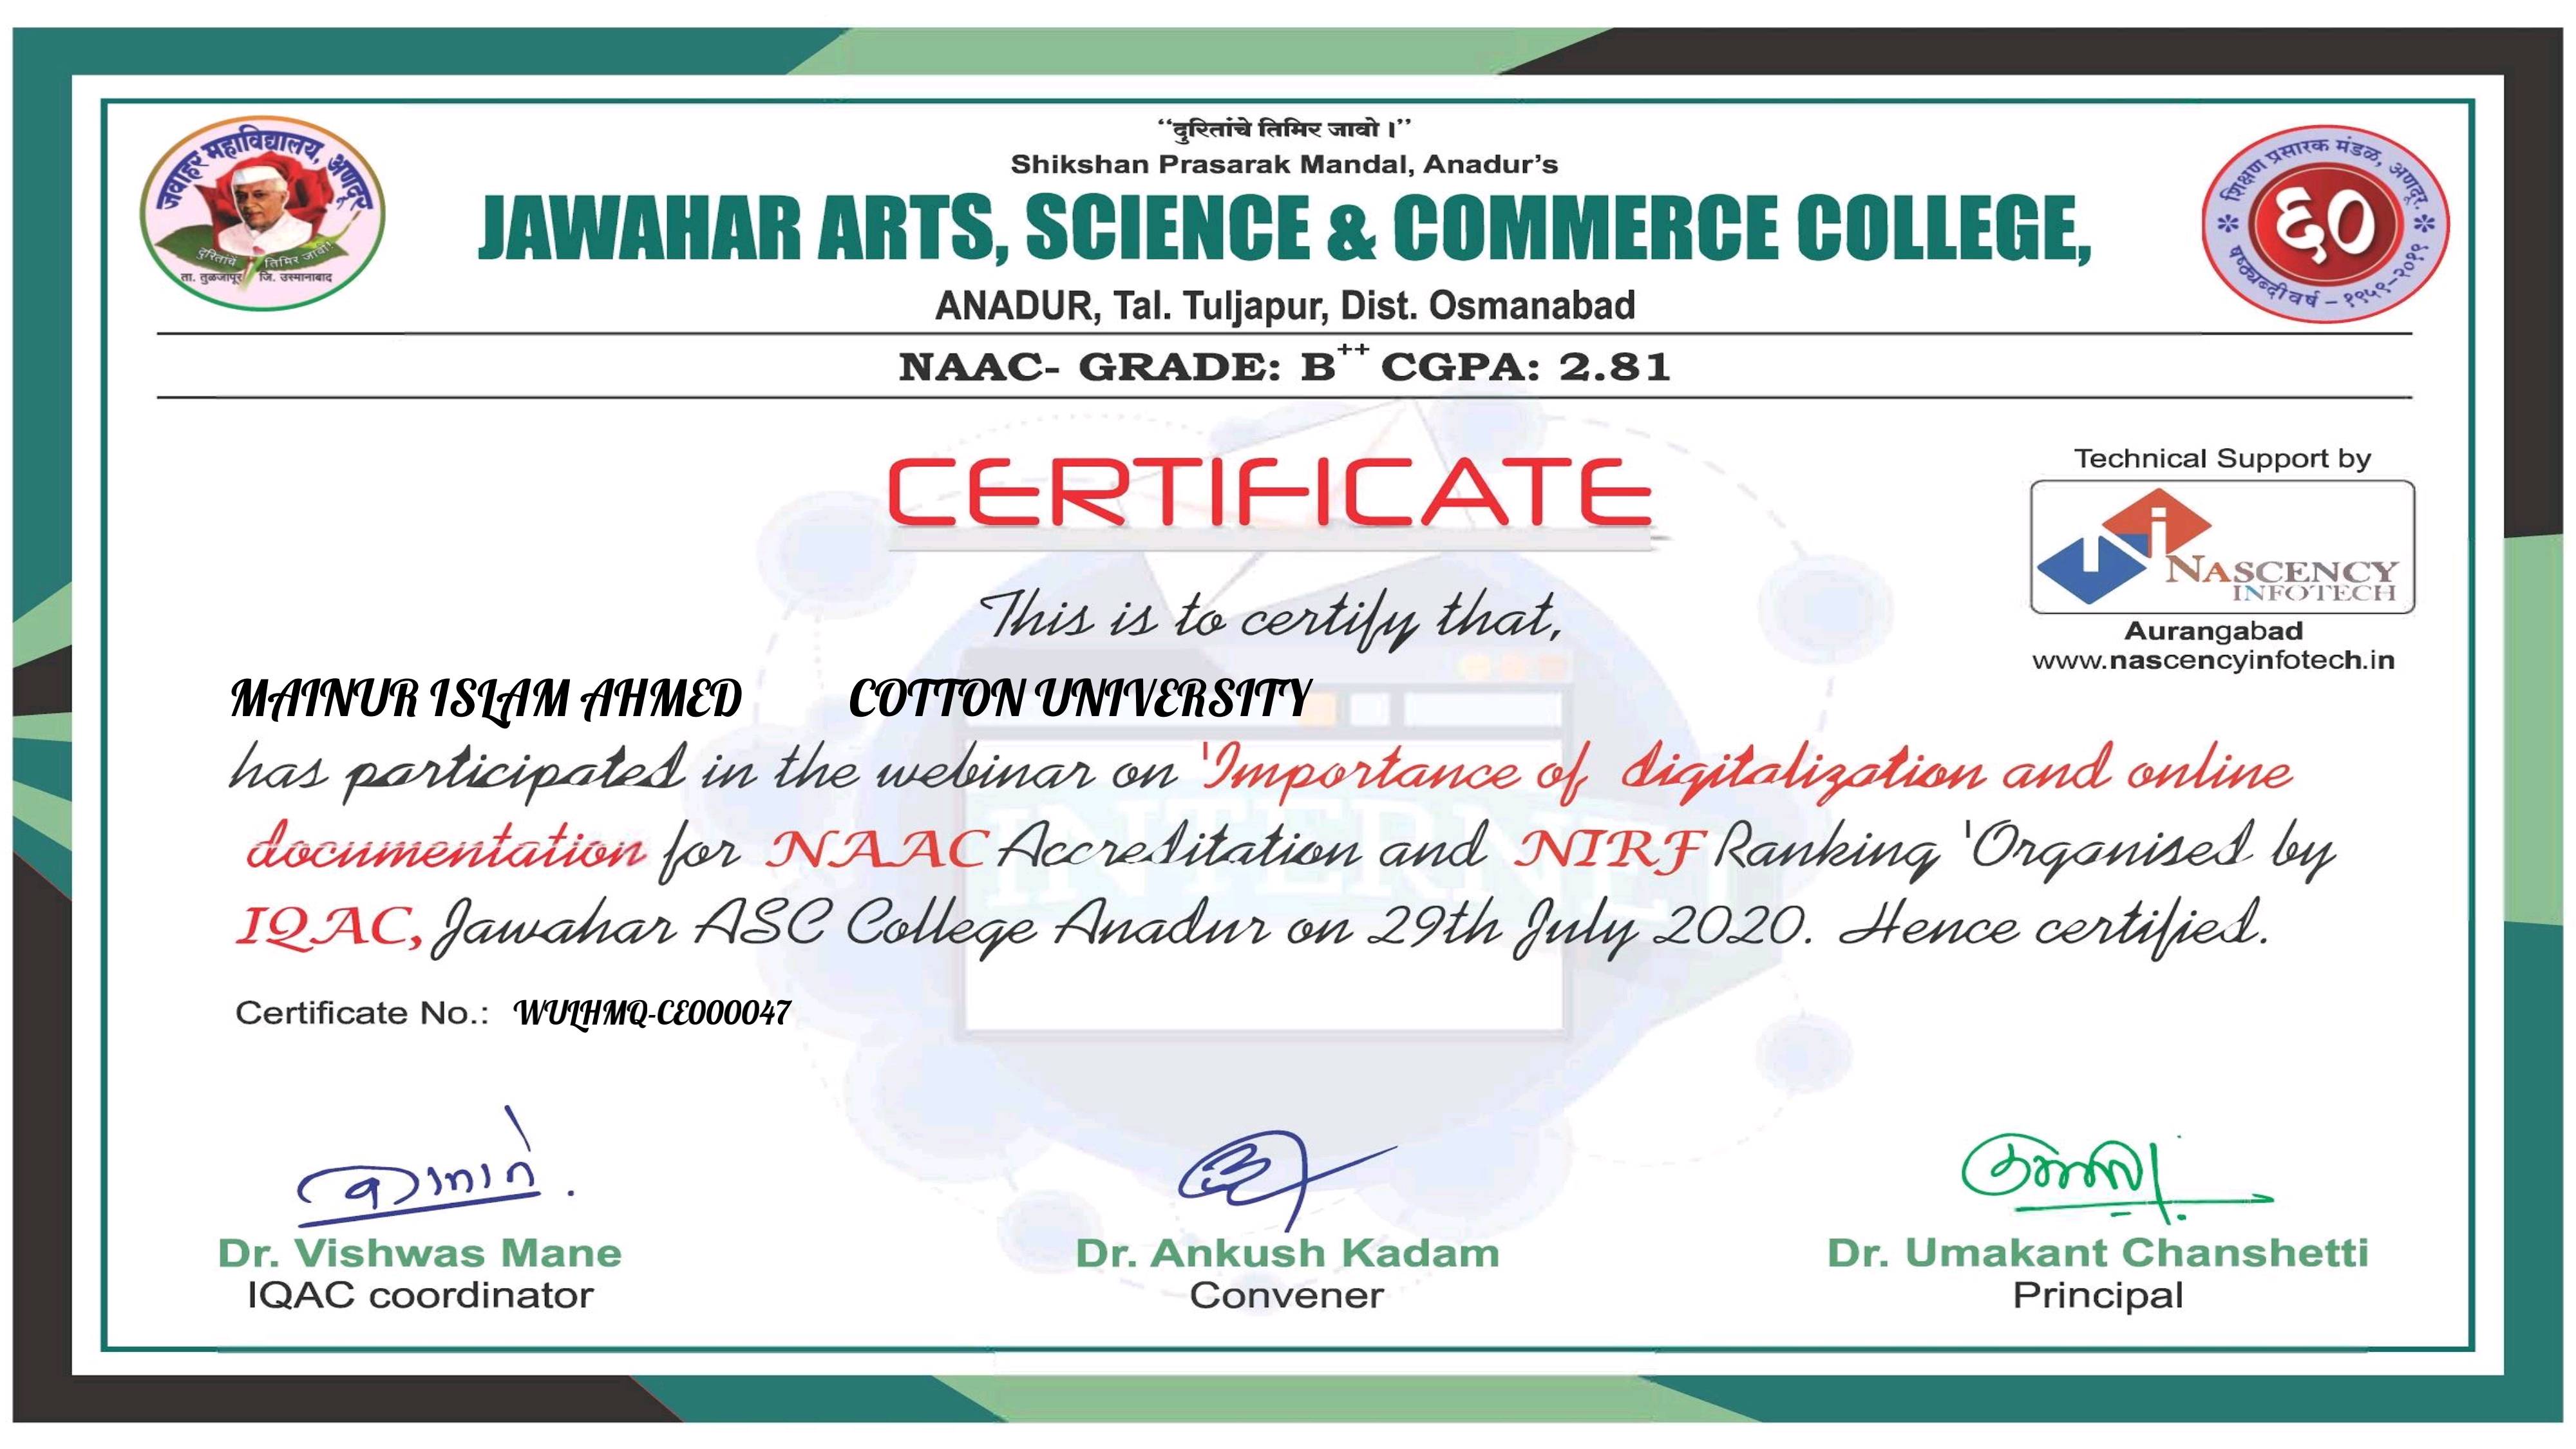 “दुरितांचे तिमिर जावो ।”
Shikshan Prasarak Mandal, Anadur’s
JAWAHAR ARTS, SCIENCE & COMMERCE COLLEGE,
ANADUR, Tal. Tuljapur, Dist. Osmanabad
NAAC- GRADE: B++ CGPA: 2.81
जवाहर महाविद्यालय, अणदूर
दुरितांचे तिमिर जावो!
ता. तुळजापूर जि. उस्मानाबाद
शिक्षण प्रसारक मंडळ, अणदूर.
६०
षष्ठ्यब्दी वर्ष – १९५९-२०१९
CERTIFICATE
Technical Support by
NASCENCY
INFOTECH
Aurangabad
www.nascencyinfotech.in
This is to certify that,
MAINUR ISLAM AHMED COTTON UNIVERSITY
has participated in the webinar on 'Importance of digitalization and online
documentation for NAAC Accreditation and NIRF Ranking 'Organised by
IQAC, Jawahar ASC College Anadur on 29th July 2020. Hence certified.
Certificate No.: WULHMQ-CE000047
INTERNET
Dr. Vishwas Mane
IQAC coordinator
Dr. Ankush Kadam
Convener
Dr. Umakant Chanshetti
Principal